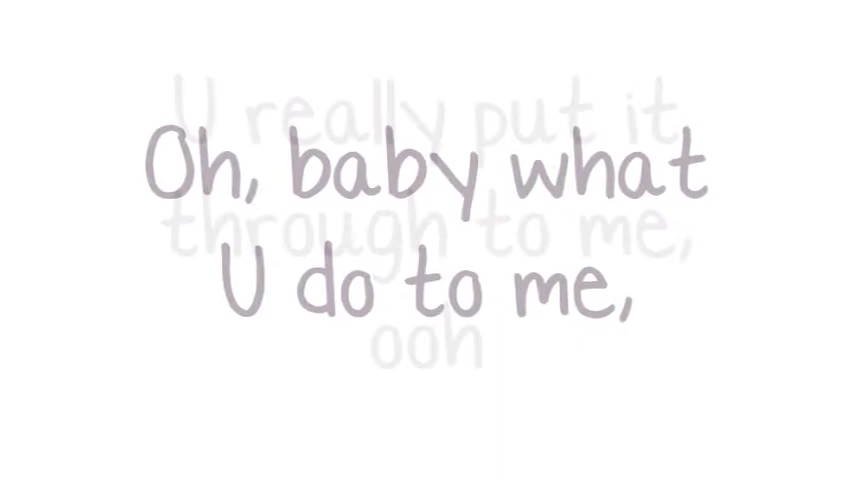 U really put it
Oh, baby what
through to me,
U do to me,
ooh